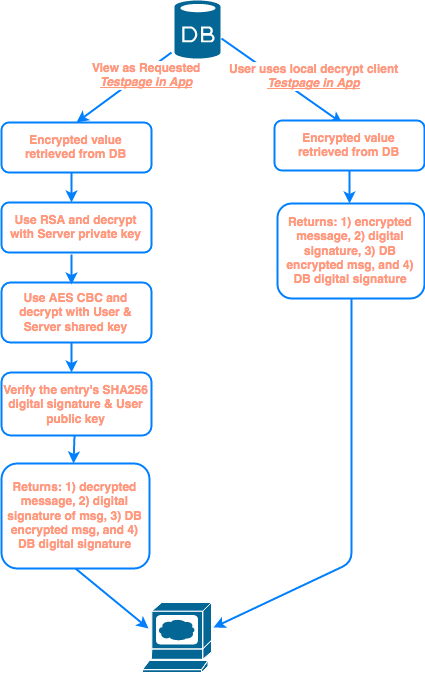 DB
View as Requested
Testpage in App
User uses local decrypt client
Testpage in App
Encrypted value
retrieved from DB
Use RSA and decrypt
with Server private key
Use AES CBC and
decrypt with User &
Server shared key
Verify the entry's SHA256
digital signature & User
public key
Returns: 1) decrypted
message, 2) digital
signature of msg, 3) DB
encrypted msg, and 4)
DB digital signature
Encrypted value
retrieved from DB
Returns: 1) encrypted
message, 2) digital
signature, 3) DB
encrypted msg, and 4)
DB digital signature